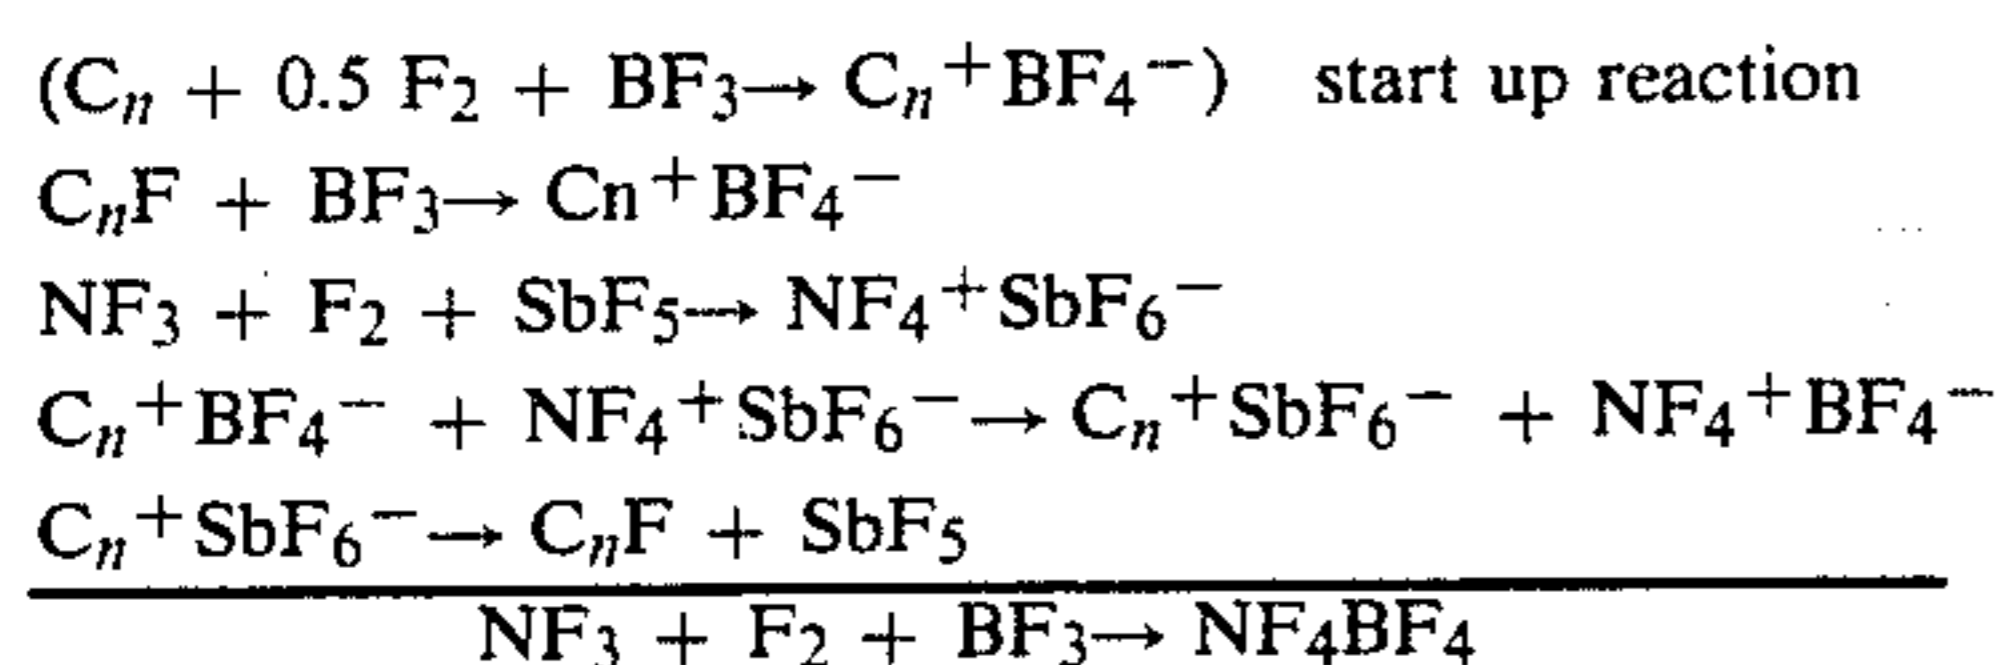 (Cₙ + 0.5 F₂ + BF₃→ Cₙ⁺BF₄⁻) start up reaction
CₙF + BF₃→ Cn⁺BF₄⁻
NF₃ + F₂ + SbF₅→ NF₄⁺SbF₆⁻
Cₙ⁺BF₄⁻ + NF₄⁺SbF₆⁻→ Cₙ⁺SbF₆⁻ + NF₄⁺BF₄⁻
Cₙ⁺SbF₆⁻→ CₙF + SbF₅
NF₃ + F₂ + BF₃→ NF₄BF₄